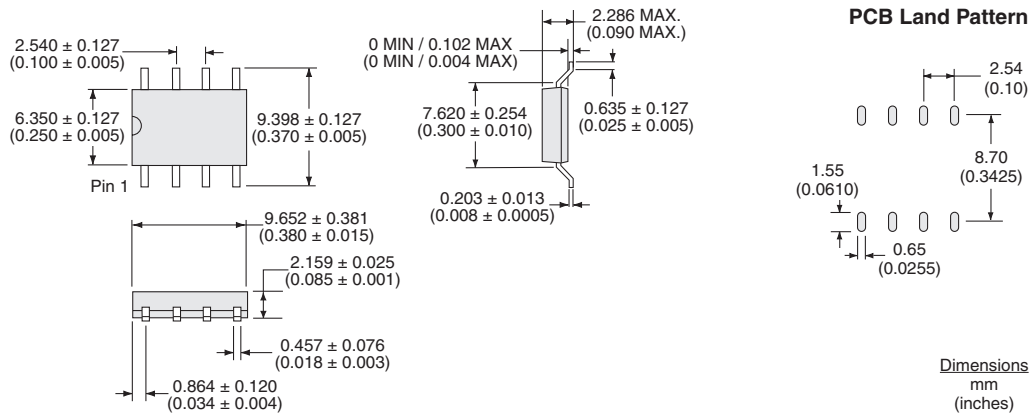 2.540 ± 0.127
(0.100 ± 0.005)
6.350 ± 0.127
(0.250 ± 0.005)
9.398 ± 0.127
(0.370 ± 0.005)
Pin 1
9.652 ± 0.381
(0.380 ± 0.015)
2.159 ± 0.025
(0.085 ± 0.001)
0.457 ± 0.076
(0.018 ± 0.003)
0.864 ± 0.120
(0.034 ± 0.004)
2.286 MAX.
(0.090 MAX.)
0 MIN / 0.102 MAX
(0 MIN / 0.004 MAX)
7.620 ± 0.254
(0.300 ± 0.010)
0.635 ± 0.127
(0.025 ± 0.005)
0.203 ± 0.013
(0.008 ± 0.0005)
PCB Land Pattern
2.54
(0.10)
8.70
(0.3425)
1.55
(0.0610)
0.65
(0.0255)
Dimensions
mm
(inches)